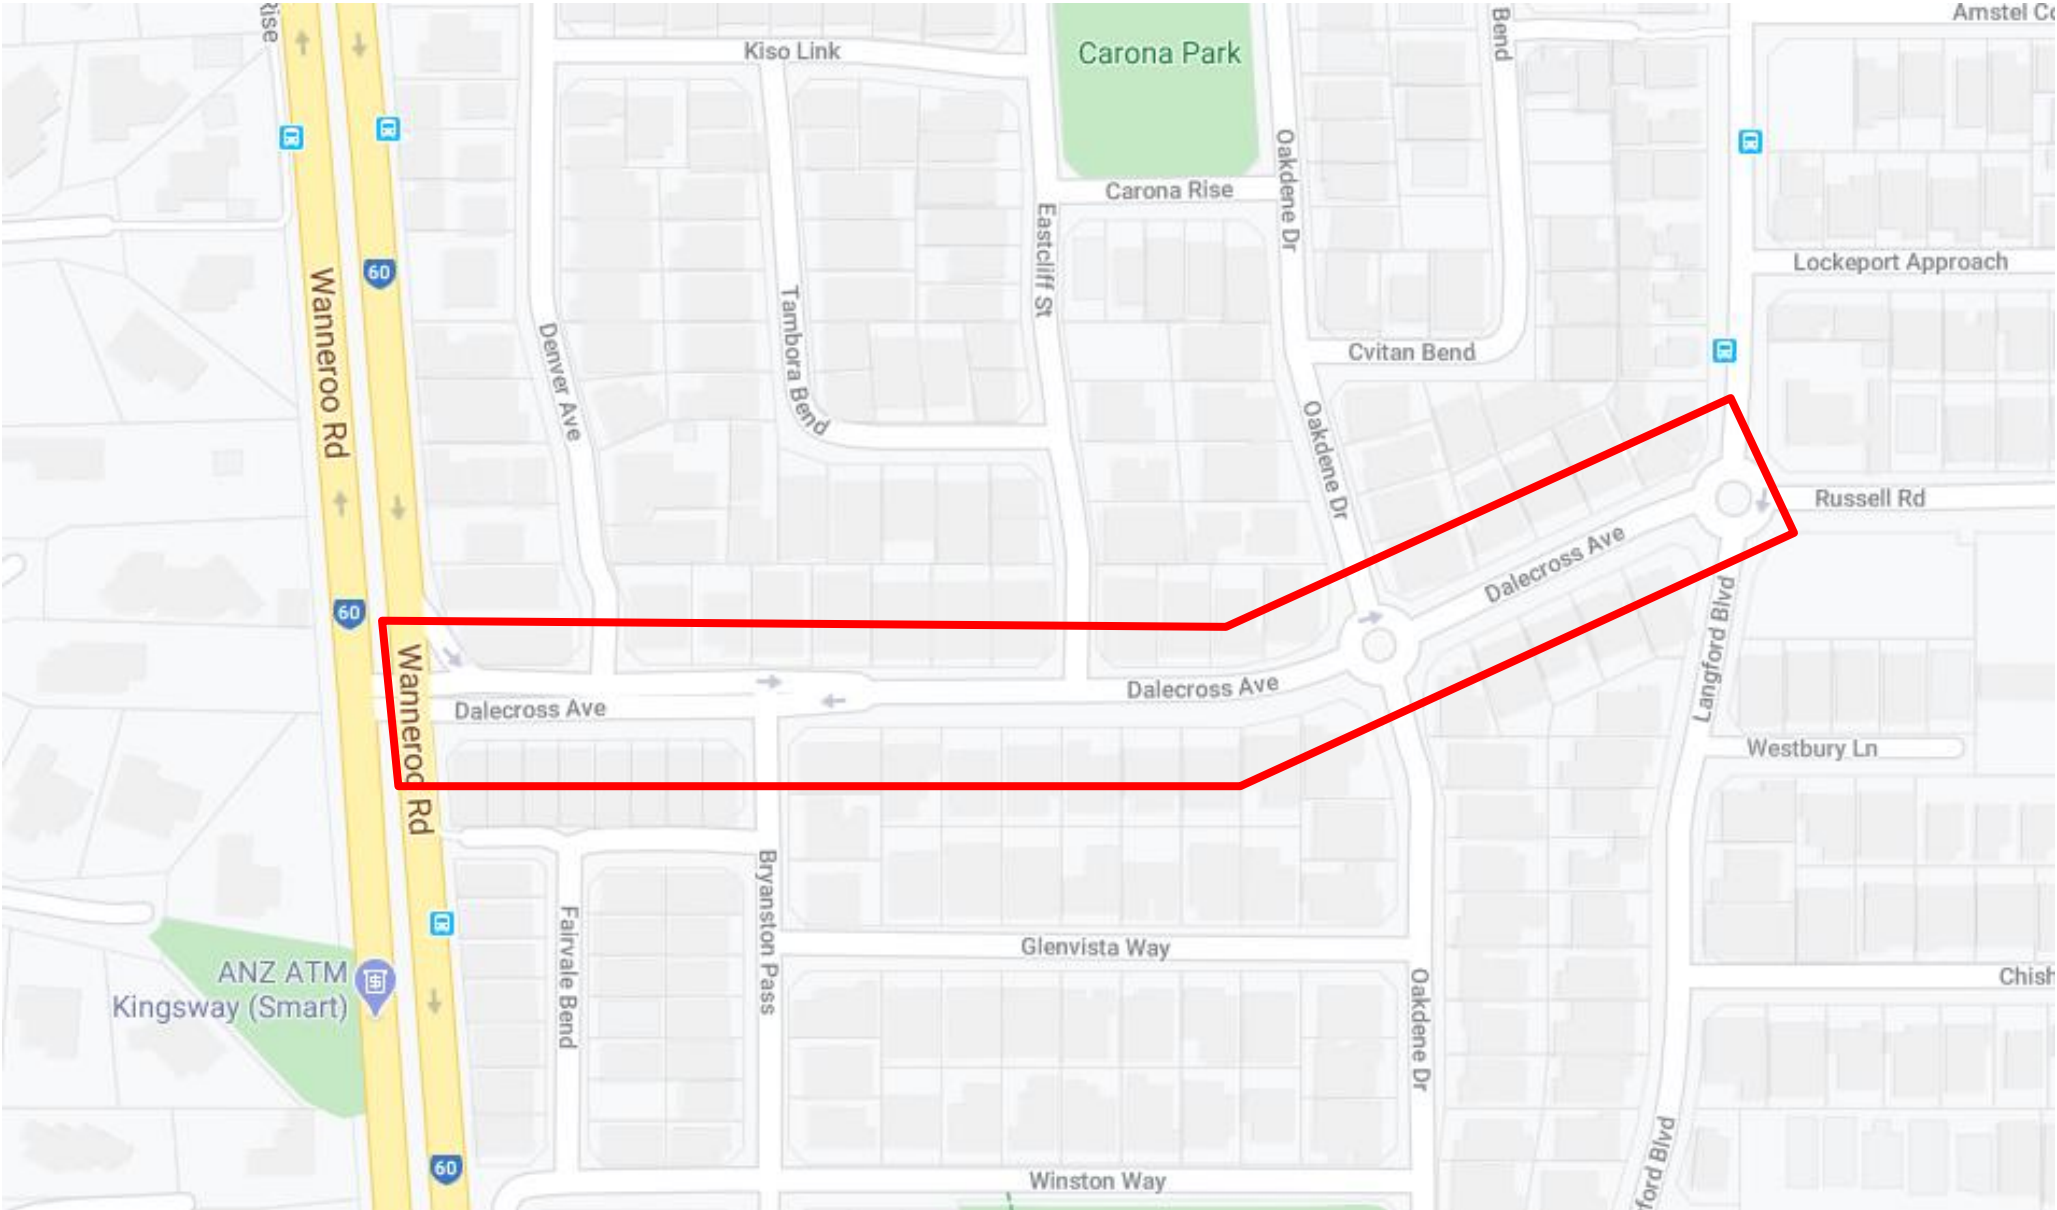 Rise
Kiso Link
Carona Park
Bend
Amstel Co
Carona Rise
Oakdene Dr
Eastcliff St
Lockeport Approach
60
Wanneroo Rd
Tambora Bend
Denver Ave
Cvitan Bend
Oakdene Dr
Russell Rd
Dalecross Ave
60
Langford Blvd
Wanneroo Rd
Dalecross Ave
Dalecross Ave
Westbury Ln
Bryanston Pass
Fairvale Bend
Glenvista Way
ANZ ATM
Kingsway (Smart)
Oakdene Dr
Chish
60
Winston Way
ford Blvd